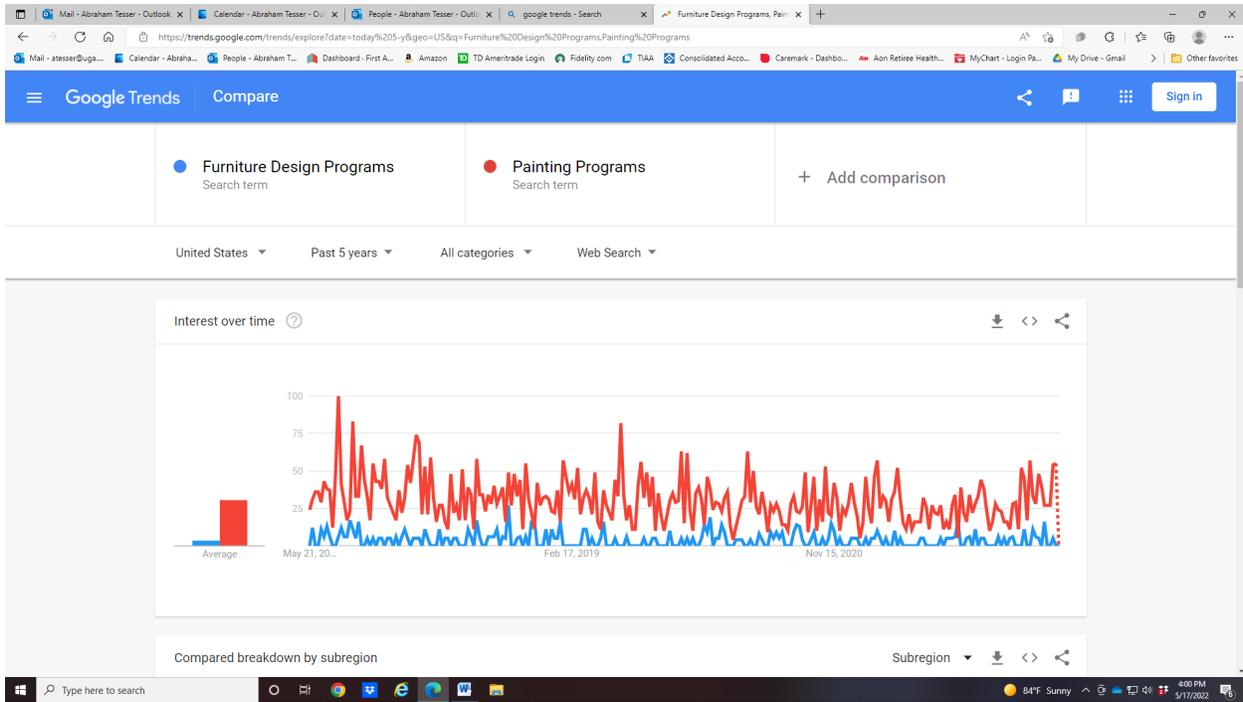 Mail - Abraham Tesser - Outlook
Calendar - Abraham Tesser - Ou
People - Abraham Tesser - Outlo
google trends - Search
Furniture Design Programs, Pain
https://trends.google.com/trends/explore?date=today%205-y&geo=US&q=Furniture%20Design%20Programs,Painting%20Programs
Mail - atesser@uga....
Calendar - Abraha...
People - Abraham T...
Dashboard - First A...
Amazon
TD Ameritrade Login
Fidelity com
TIAA
Consolidated Acco...
Caremark - Dashbo...
Aon Retiree Health...
MyChart - Login Pa...
My Drive - Gmail
Other favorites
Google Trends
Compare
Sign in
Furniture Design Programs
Search term
Painting Programs
Search term
+ Add comparison
United States
Past 5 years
All categories
Web Search
Interest over time
100
75
50
25
Average
May 21, 20...
Feb 17, 2019
Nov 15, 2020
Compared breakdown by subregion
Subregion
Type here to search
84°F Sunny
4:00 PM
5/17/2022
6